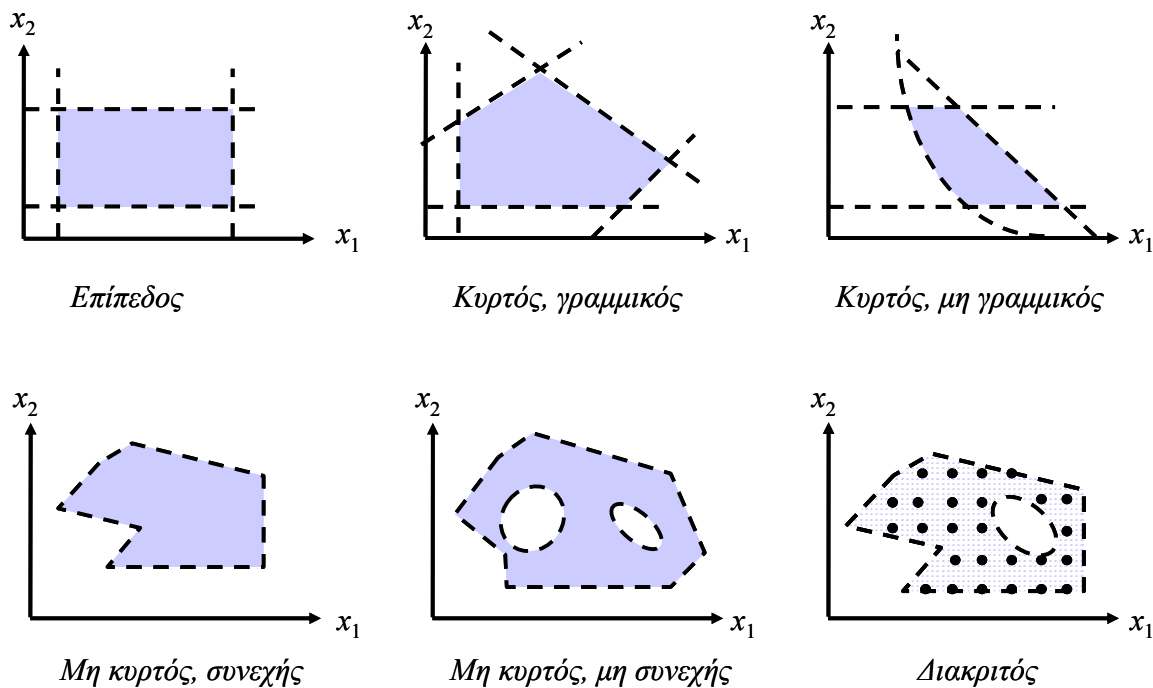 x2
x1
Επίπεδος
x2
x1
Κυρτός, γραμμικός
x2
x1
Κυρτός, μη γραμμικός
x2
x1
Μη κυρτός, συνεχής
x2
x1
Μη κυρτός, μη συνεχής
x2
x1
Διακριτός